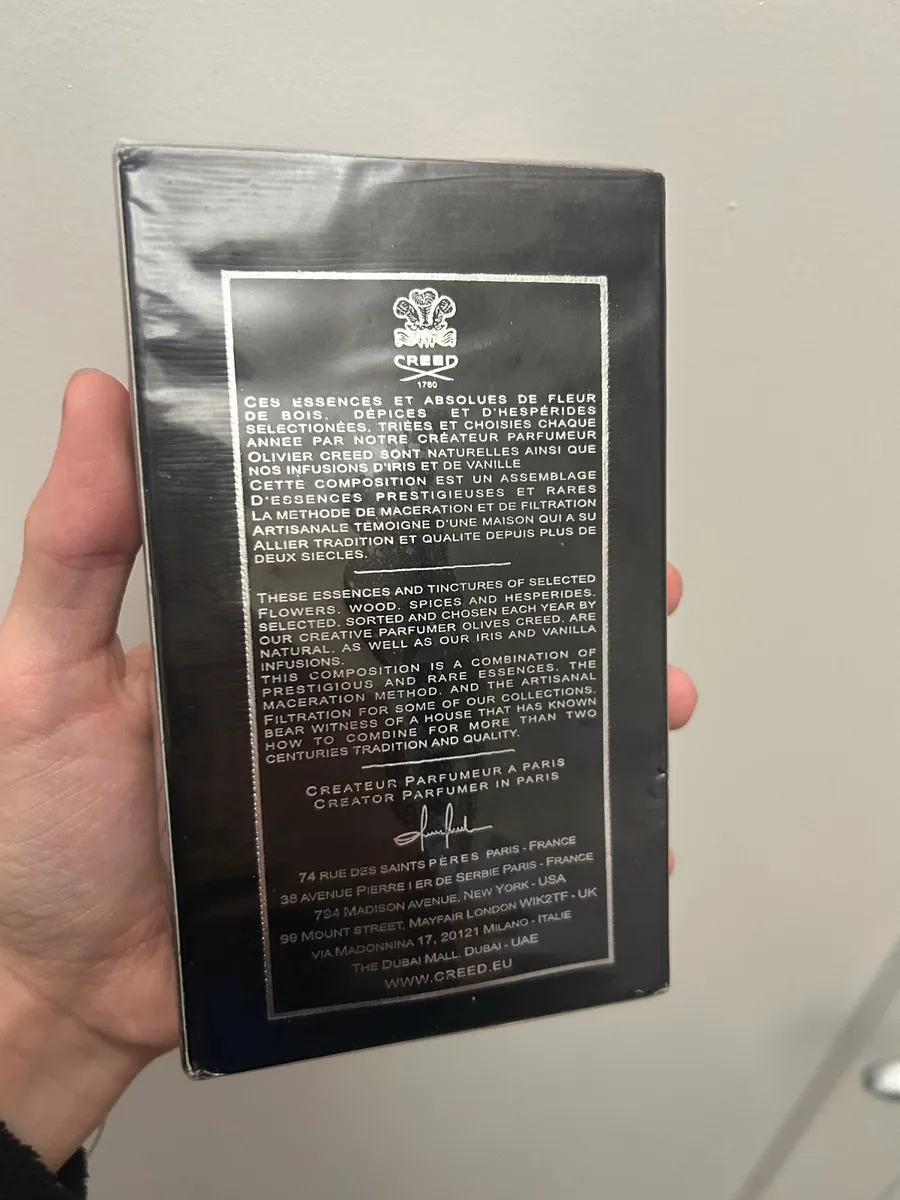 CREED
1760
CES ESSENCES ET ABSOLUES DE FLEUR
DE BOIS. DÉPICES ET D'HESPÉRIDES
SELECTIONÉES, TRIÉES ET CHOISIES CHAQUE
ANNÉE PAR NOTRE CRÉATEUR PARFUMEUR
OLIVIER CREED SONT NATURELLES AINSI QUE
NOS INFUSIONS D'IRIS ET DE VANILLE
CETTE COMPOSITION EST UN ASSEMBLAGE
D'ESSENCES PRESTIGIEUSES ET RARES
LA MÉTHODE DE MACERATION ET DE FILTRATION
ARTISANALE TÉMOIGNE D'UNE MAISON QUI A SU
ALLIER TRADITION ET QUALITE DEPUIS PLUS DE
DEUX SIECLES.
THESE ESSENCES AND TINCTURES OF SELECTED
FLOWERS. WOOD. SPICES AND HESPERIDES.
SELECTED. SORTED AND CHOSEN EACH YEAR BY
OUR CREATIVE PARFUMER OLIVES CREED. ARE
NATURAL. AS WELL AS OUR IRIS AND VANILLA
INFUSIONS.
THIS COMPOSITION IS A COMBINATION OF
PRESTIGIOUS AND RARE ESSENCES. THE
MACERATION METHOD. AND THE ARTISANAL
FILTRATION FOR SOME OF OUR COLLECTIONS.
BEAR WITNESS OF A HOUSE THAT HAS KNOWN
HOW TO COMBINE FOR MORE THAN TWO
CENTURIES TRADITION AND QUALITY.
CREATEUR PARFUMEUR A PARIS
CREATOR PARFUMER IN PARIS
74 RUE DES SAINTS PÈRES PARIS - FRANCE
38 AVENUE PIERRE I ER DE SERBIE PARIS - FRANCE
794 MADISON AVENUE, NEW YORK - USA
99 MOUNT STREET, MAYFAIR LONDON WIK2TF - UK
VIA MADONNINA 17, 20121 MILANO - ITALIE
THE DUBAI MALL. DUBAI - UAE
WWW.CREED.EU